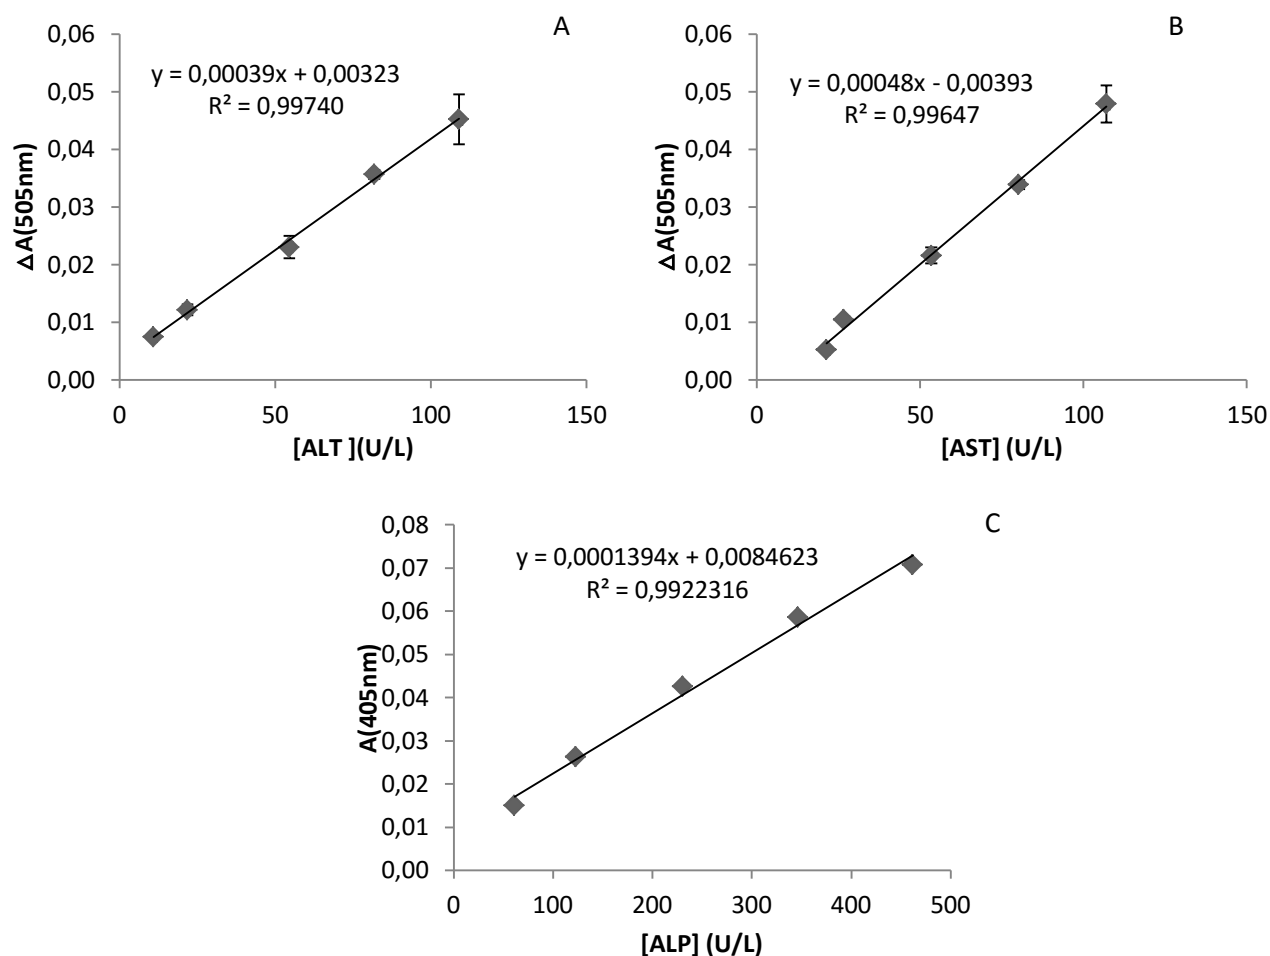 A
0,06
0,05
0,04
0,03
0,02
0,01
0,00
y = 0,00039x + 0,00323
R² = 0,99740
ΔA(505nm)
0 50 100 150
[ALT ](U/L)
B
0,06
0,05
0,04
0,03
0,02
0,01
0,00
y = 0,00048x - 0,00393
R² = 0,99647
ΔA(505nm)
0 50 100 150
[AST] (U/L)
C
0,08
0,07
0,06
0,05
0,04
0,03
0,02
0,01
0,00
y = 0,0001394x + 0,0084623
R² = 0,9922316
A(405nm)
0 100 200 300 400 500
[ALP] (U/L)